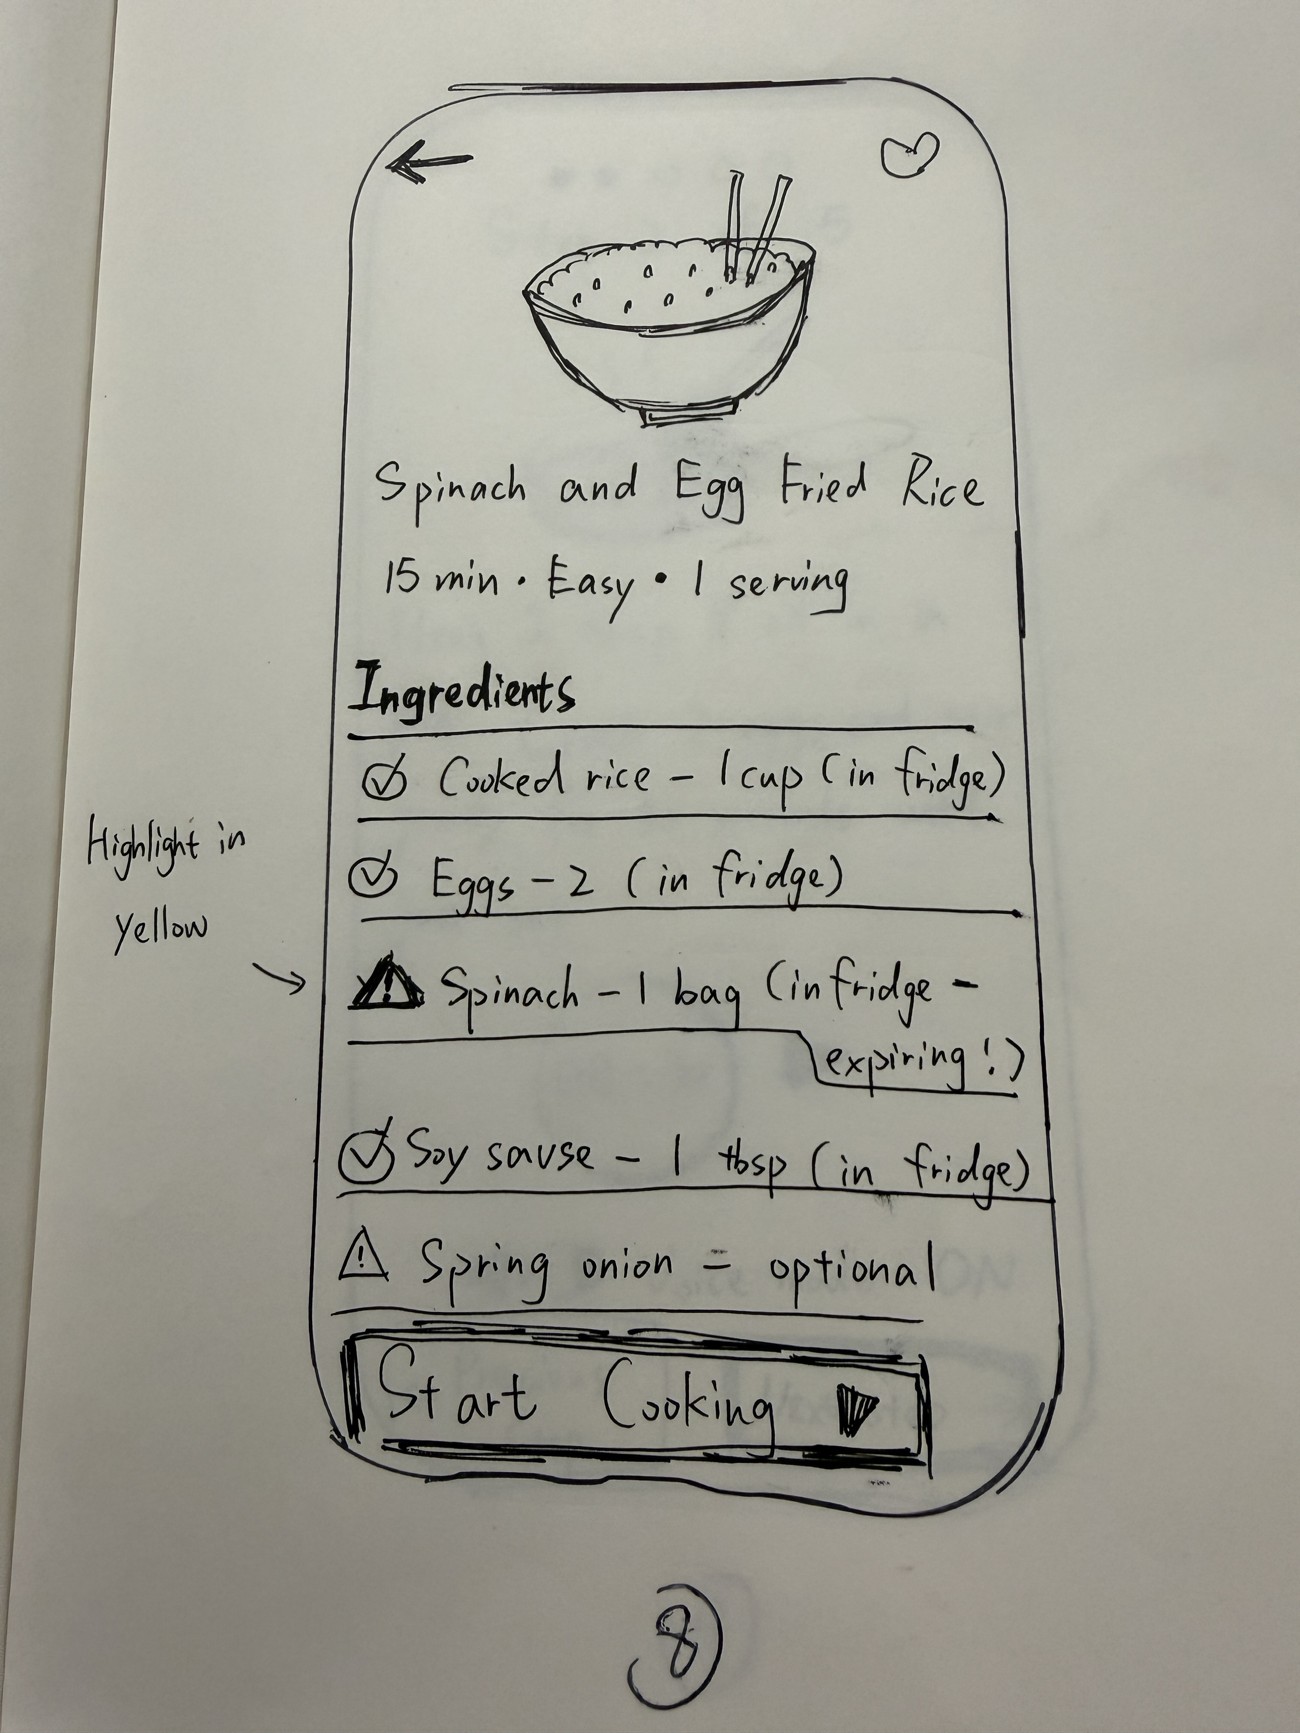 Spinach and Egg Fried Rice
15 min • Easy • 1 serving
Ingredients
Cooked rice - 1 cup (in fridge)
Eggs - 2 (in fridge)
Highlight in
yellow
Spinach - 1 bag (in fridge -
expiring!)
Soy sause - 1 tbsp (in fridge)
Spring onion - optional
Start Cooking
8